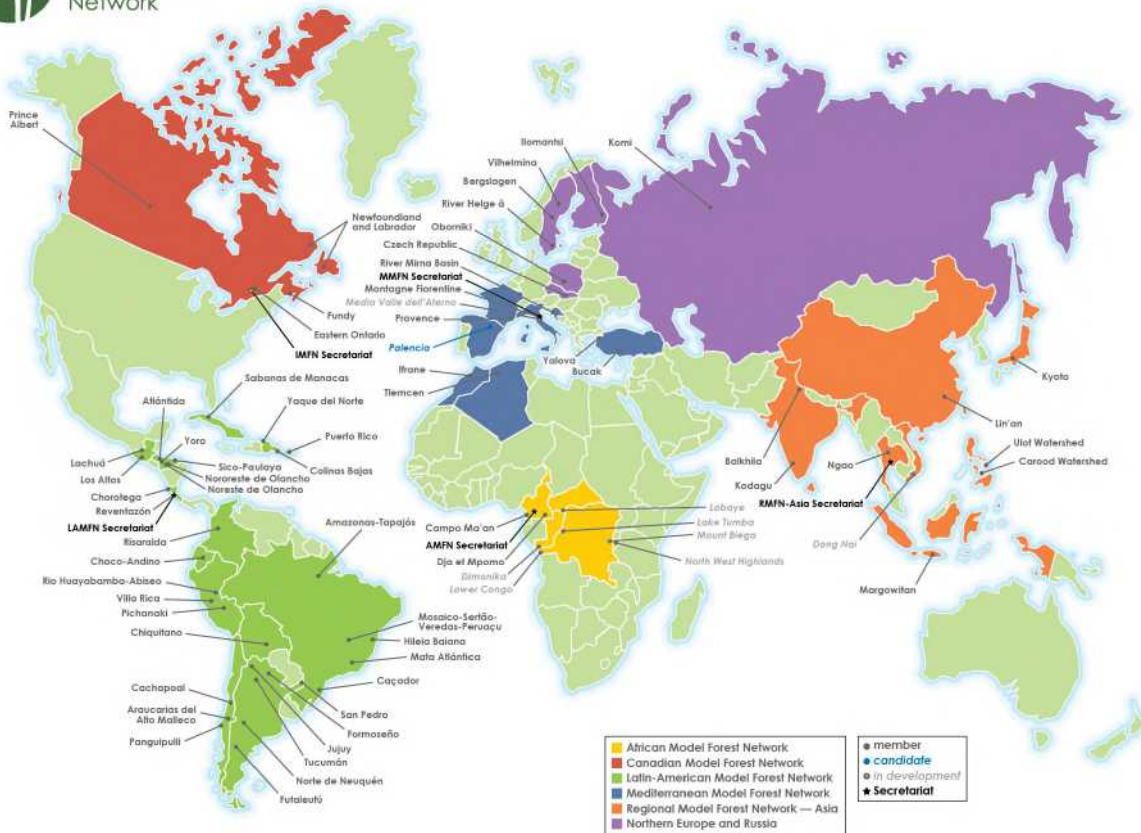 Network
Prince
Albert
Newfoundland
and Labrador
Fundy
Eastern Ontario
IMFN Secretariat
Ilomantsi
Vilhelmina
Bergslagen
River Helge å
Komi
Oborniki
Czech Republic
River Mirna Basin
MMFN Secretariat
Montagne Fiorentine
Media Valle dell'Aterno
Provence
Palencia
Yalova
Bucak
Ifrane
Tlemcen
Kyoto
Lin'an
Ulot Watershed
Carood Watershed
Balkhila
Kodagu
Ngao
RMFN-Asia Secretariat
Dong Nai
Margowitan
Sabanas de Manacas
Atlántida
Yaque del Norte
Yoro
Puerto Rico
Lachuá
Sico-Paulaya
Colinas Bajas
Los Altos
Nororeste de Olancho
Noreste de Olancho
Chorotega
Reventazón
LAMFN Secretariat
Risaralda
Amazonas-Tapajós
Choco-Andino
Rio Huayabamba-Abiseo
Villa Rica
Pichanaki
Chiquitano
Mosaico-Sertão-
Veredas-Peruaçu
Hileia Baiana
Mata Atlântica
Caçador
Cachapoal
Araucarias del
Alto Malleco
Panguipulli
San Pedro
Formoseño
Jujuy
Tucumán
Norte de Neuquén
Futaleufú
Campo Ma'an
AMFN Secretariat
Dja et Mpomo
Dimonika
Lower Congo
Lobaye
Lake Tumba
Mount Biega
North West Highlands
African Model Forest Network
Canadian Model Forest Network
Latin-American Model Forest Network
Mediterranean Model Forest Network
Regional Model Forest Network — Asia
Northern Europe and Russia
member
candidate
in development
Secretariat